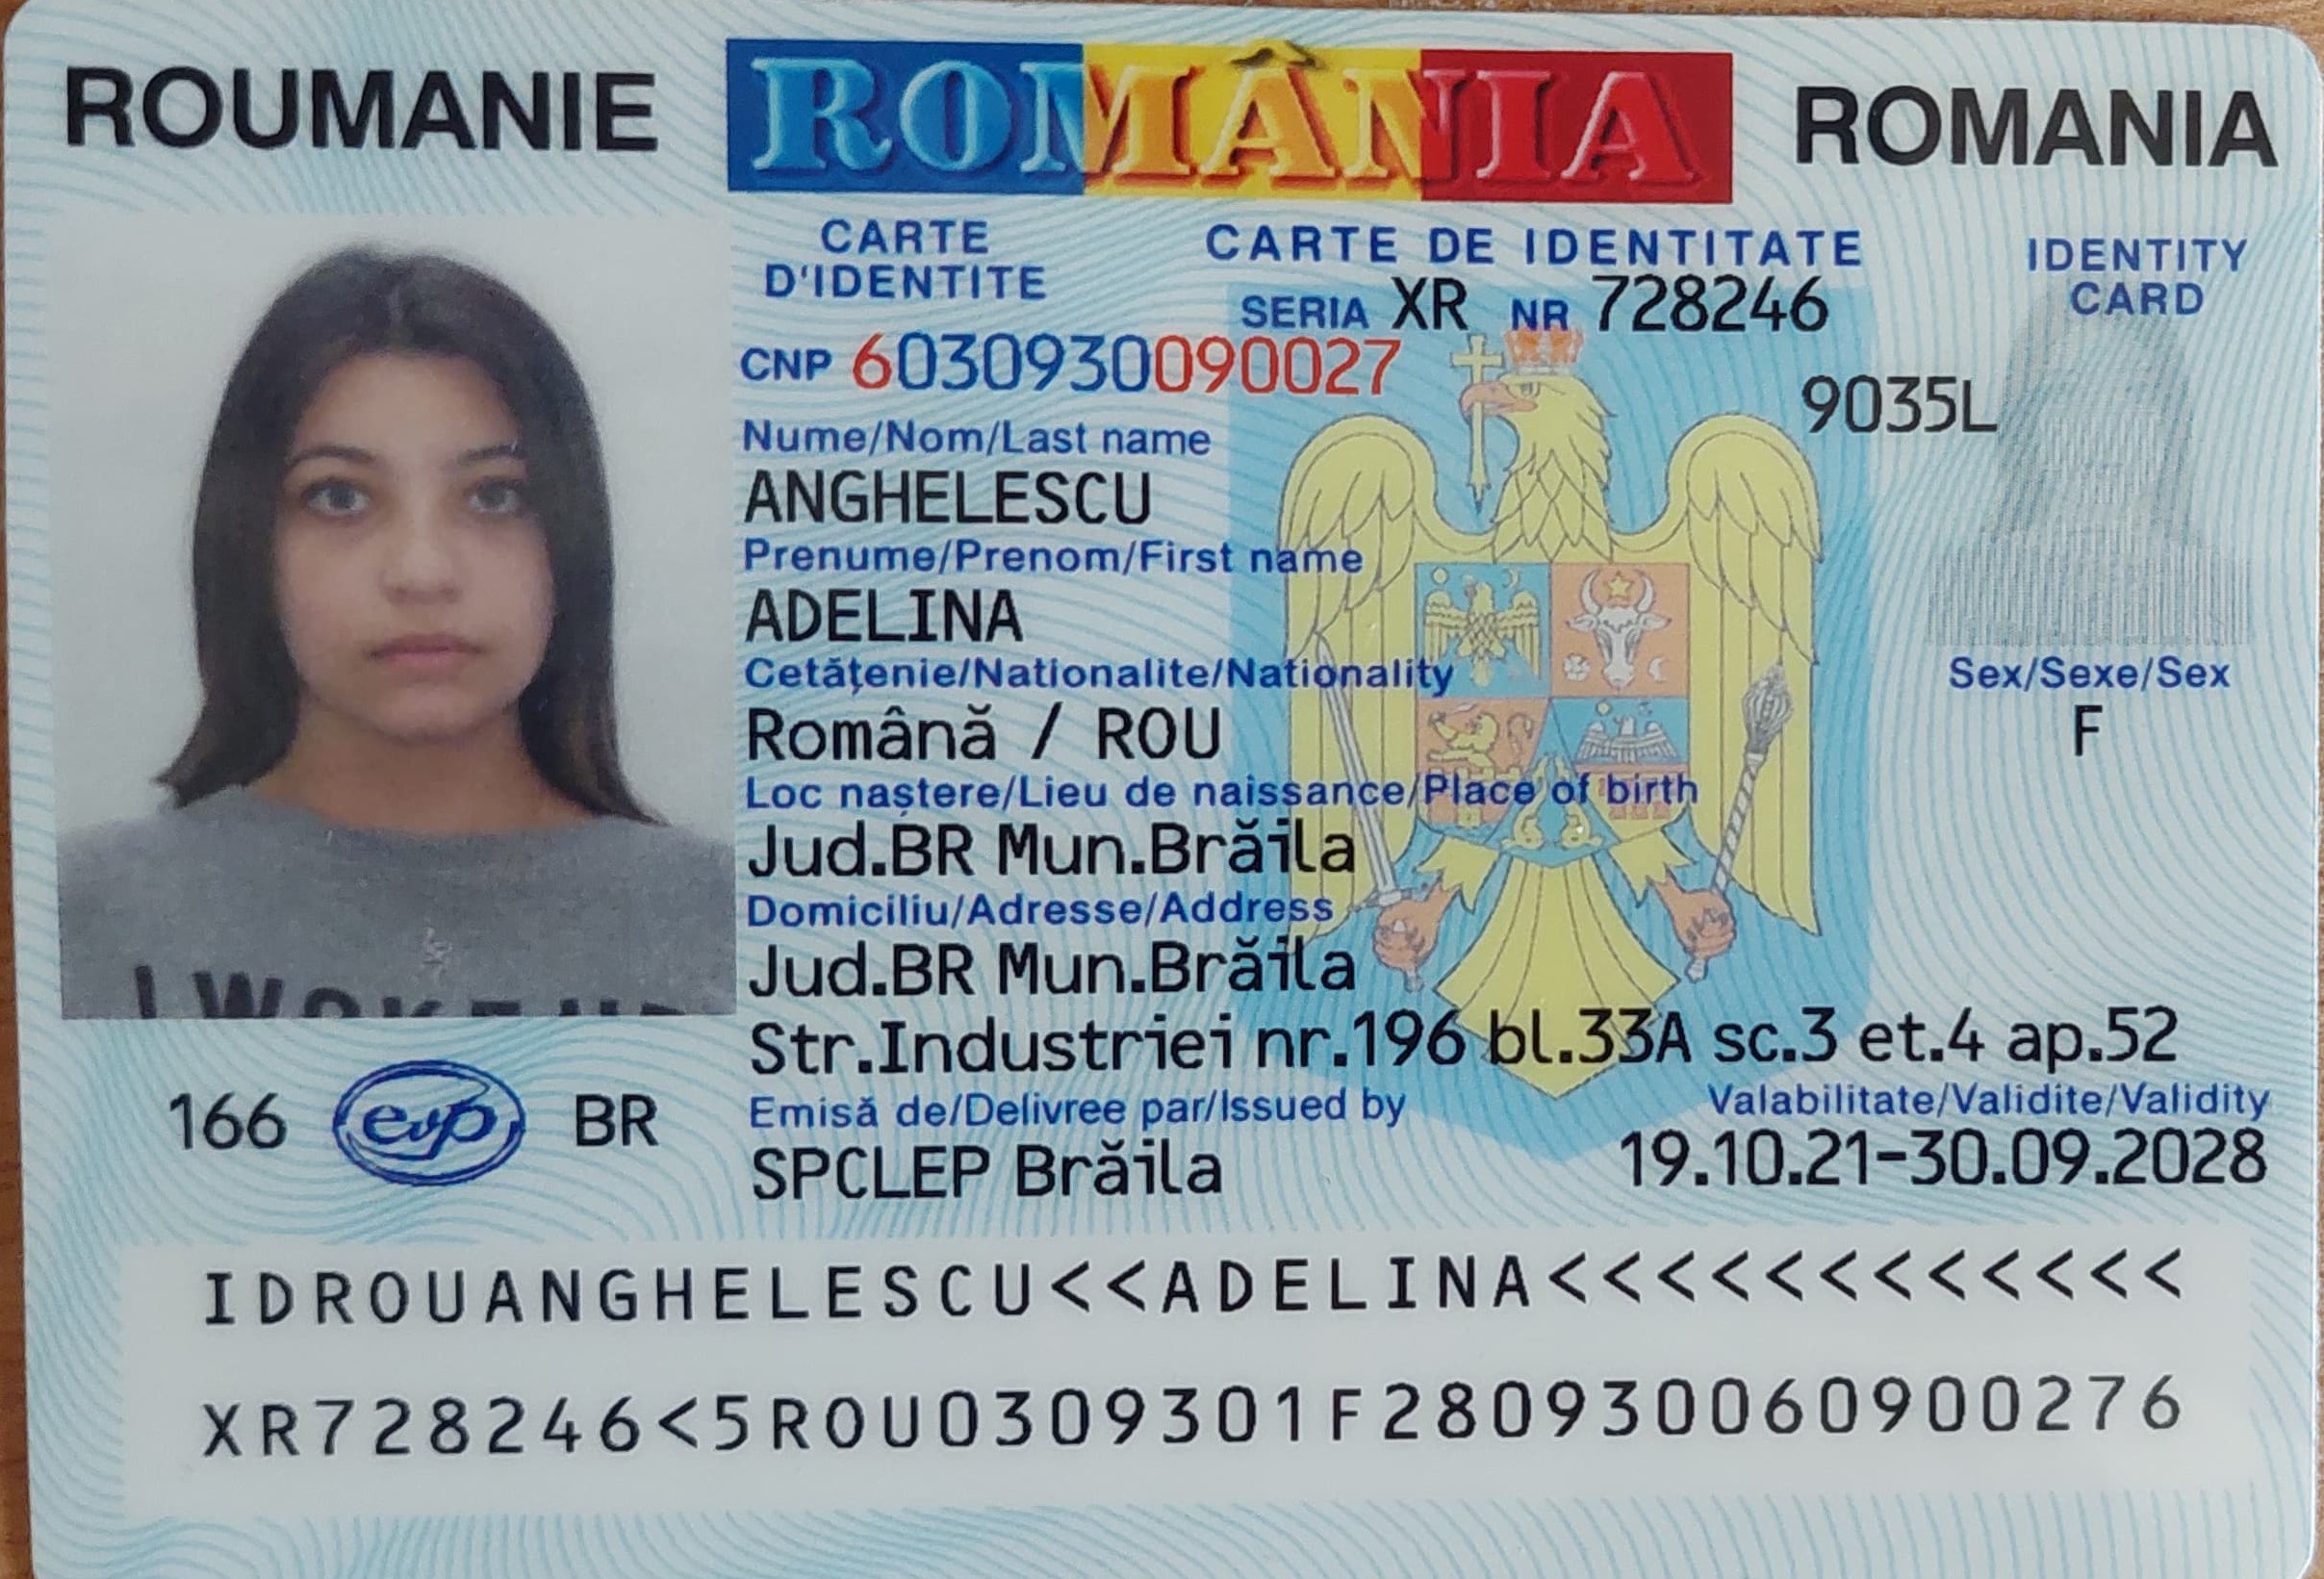 ROUMANIE ROMÂNIA ROMANIA
CARTE D'IDENTITE
CARTE DE IDENTITATE
IDENTITY CARD
SERIA XR NR 728246
CNP 6030930090027
9035L
Nume/Nom/Last name
ANGHELESCU
Prenume/Prenom/First name
ADELINA
Cetăţenie/Nationalite/Nationality
Română / ROU
Sex/Sexe/Sex
F
Loc naştere/Lieu de naissance/Place of birth
Jud.BR Mun.Brăila
Domiciliu/Adresse/Address
Jud.BR Mun.Brăila
Str.Industriei nr.196 bl.33A sc.3 et.4 ap.52
166 evp BR
Emisă de/Delivree par/Issued by
SPCLEP Brăila
Valabilitate/Validite/Validity
19.10.21-30.09.2028
IDROUANGHELESCU<<ADELINA<<<<<<<<<<<<
XR728246<5ROU0309301F280930060900276